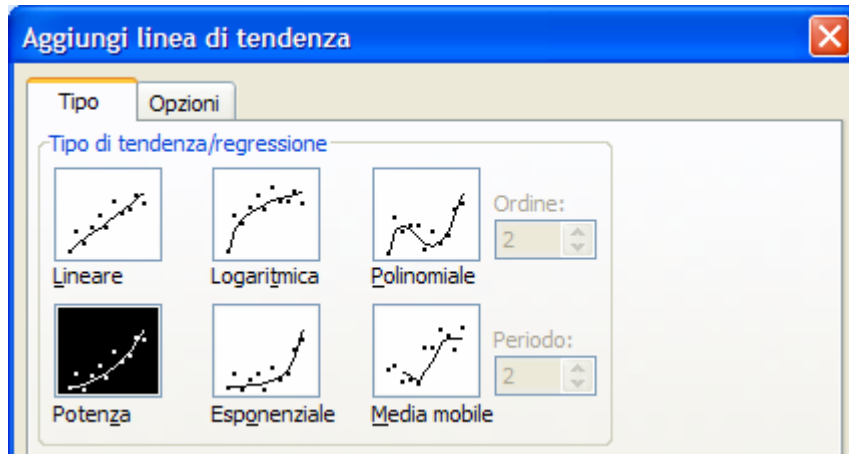 Aggiungi linea di tendenza
Tipo Opzioni
Tipo di tendenza/regressione
Ordine:
2
Lineare Logaritmica Polinomiale
Periodo:
2
Potenza Esponenziale Media mobile